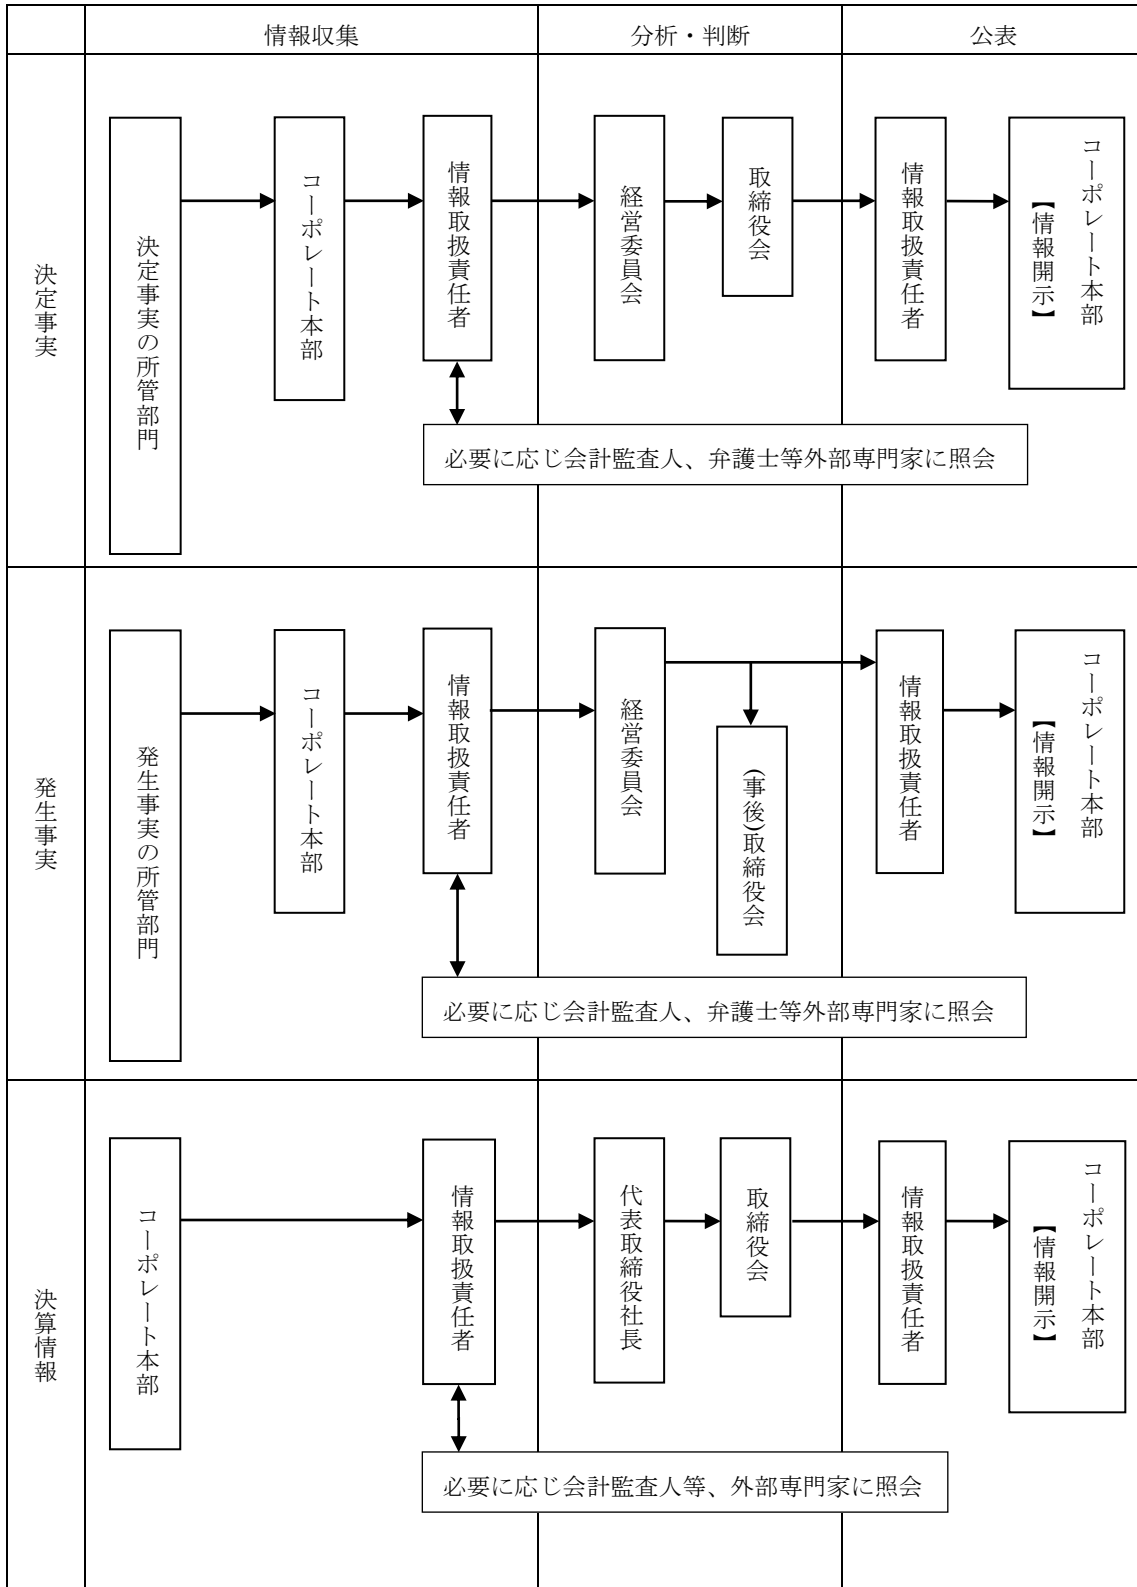 情報収集
分析・判断
公表
決定事実
決定事実の所管部門
コーポレート本部
情報取扱責任者
経営委員会
取締役会
情報取扱責任者
コーポレート本部
【情報開示】
必要に応じ会計監査人、弁護士等外部専門家に照会
発生事実
発生事実の所管部門
コーポレート本部
情報取扱責任者
経営委員会
(事後)取締役会
情報取扱責任者
コーポレート本部
【情報開示】
必要に応じ会計監査人、弁護士等外部専門家に照会
決算情報
コーポレート本部
情報取扱責任者
代表取締役社長
取締役会
情報取扱責任者
コーポレート本部
【情報開示】
必要に応じ会計監査人等、外部専門家に照会